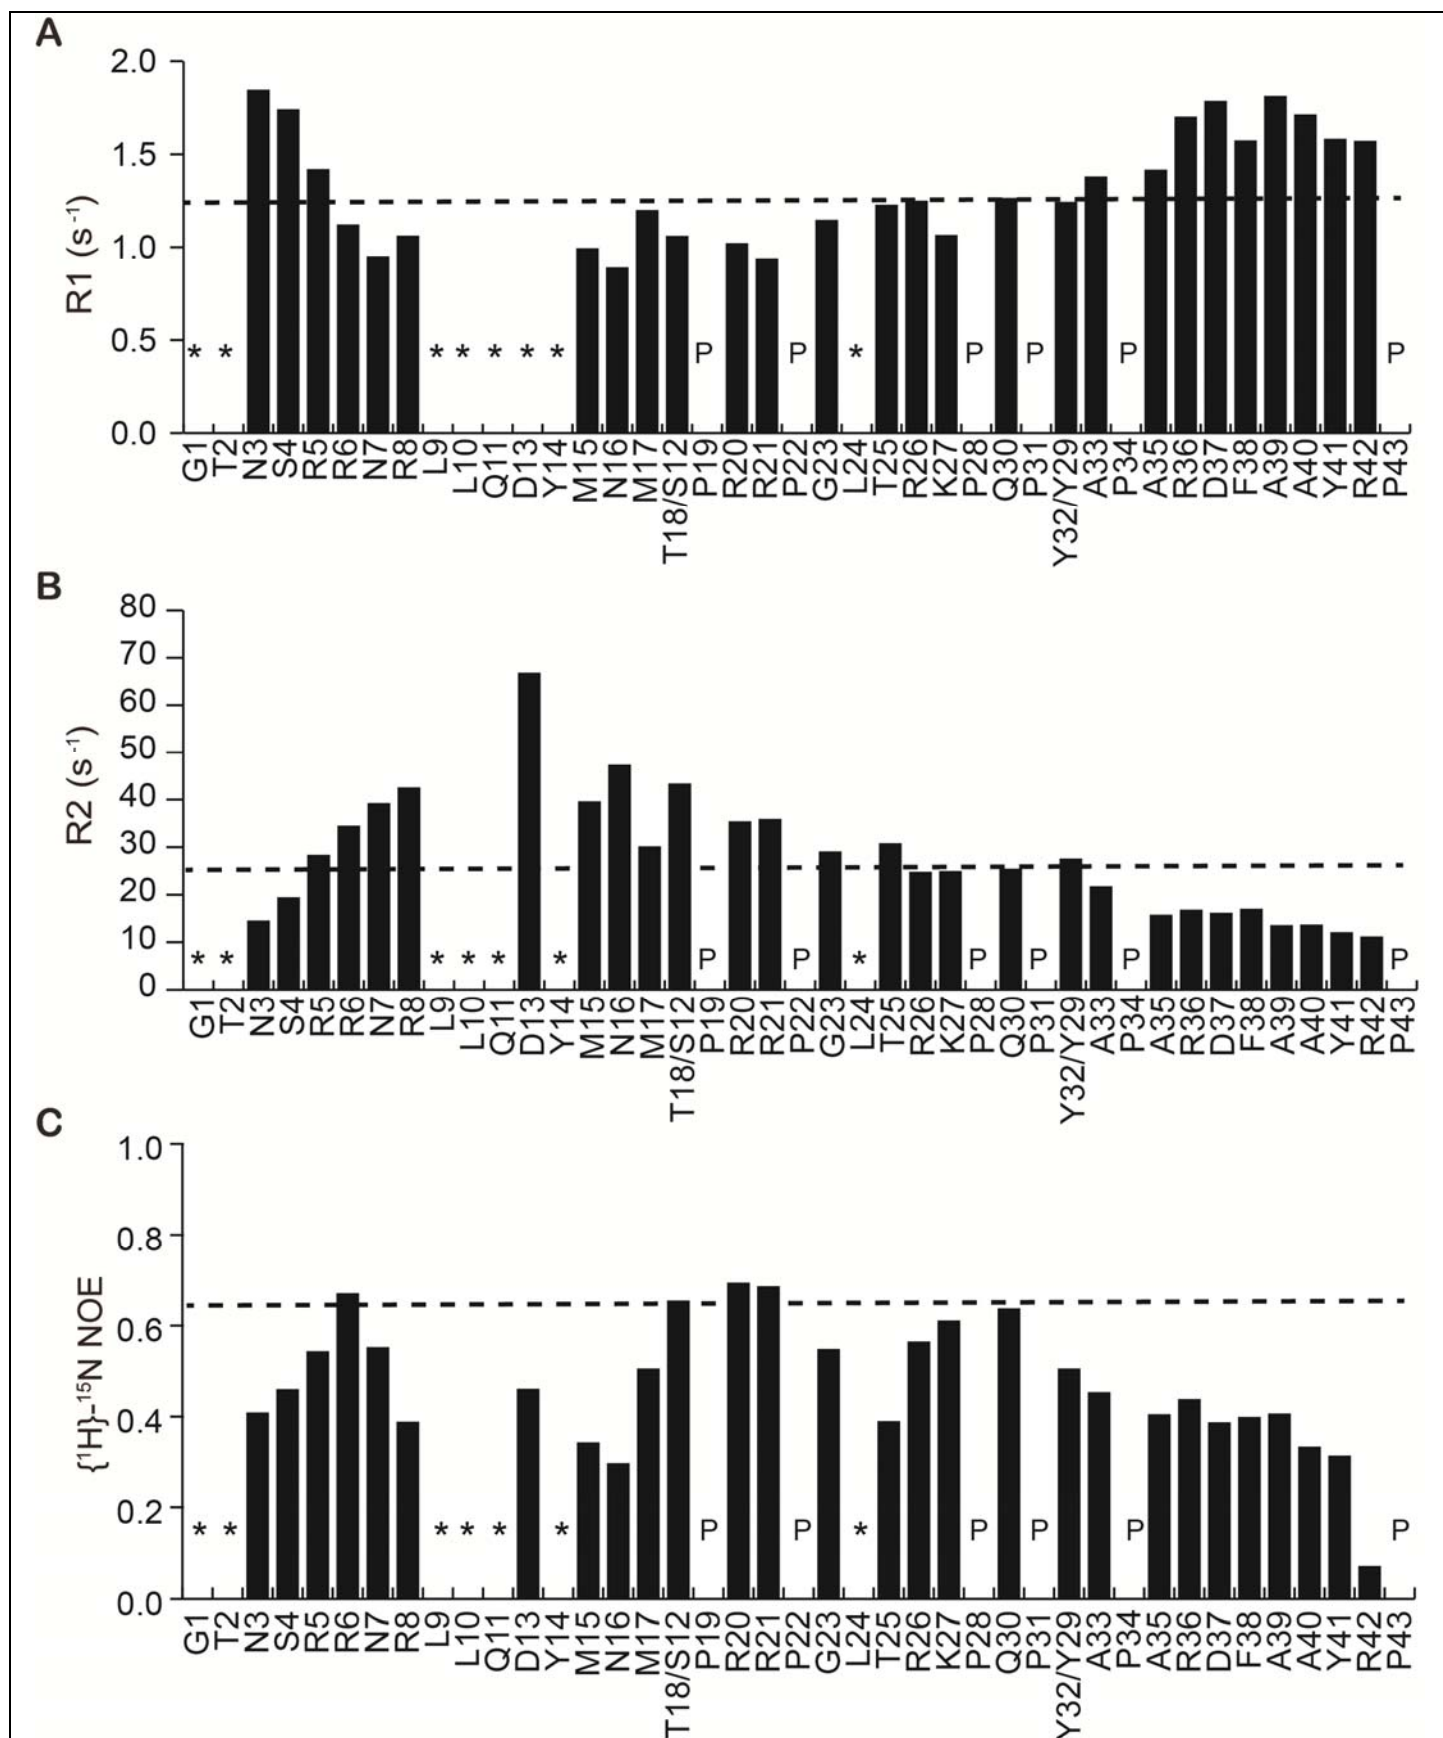 A
R1 (s⁻¹)
2.0
1.5
1.0
0.5
0.0
* * * * * * * P P * P P P P
G1 T2 N3 S4 R5 R6 N7 R8 L9 L10 Q11 D13 Y14 M15 N16 M17 T18/S12 P19 R20 R21 P22 G23 L24 T25 R26 K27 P28 Q30 P31 Y32/Y29 A33 P34 A35 R36 D37 F38 A39 A40 Y41 R42 P43
B
R2 (s⁻¹)
80
70
60
50
40
30
20
10
0
* * * * * * P P * P P P P
G1 T2 N3 S4 R5 R6 N7 R8 L9 L10 Q11 D13 Y14 M15 N16 M17 T18/S12 P19 R20 R21 P22 G23 L24 T25 R26 K27 P28 Q30 P31 Y32/Y29 A33 P34 A35 R36 D37 F38 A39 A40 Y41 R42 P43
C
{¹H}-¹⁵N NOE
1.0
0.8
0.6
0.4
0.2
0.0
* * * * * * P P * P P P P
G1 T2 N3 S4 R5 R6 N7 R8 L9 L10 Q11 D13 Y14 M15 N16 M17 T18/S12 P19 R20 R21 P22 G23 L24 T25 R26 K27 P28 Q30 P31 Y32/Y29 A33 P34 A35 R36 D37 F38 A39 A40 Y41 R42 P43